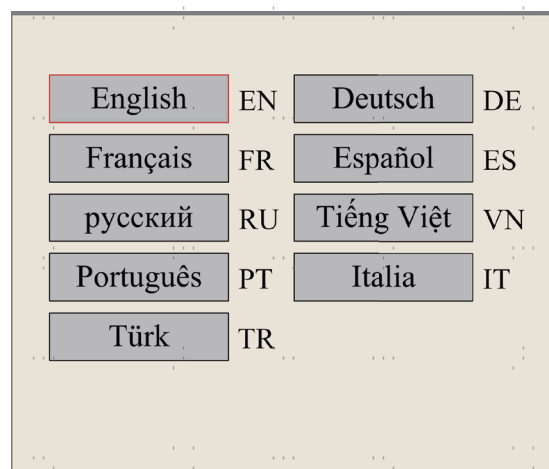 English EN Deutsch DE
Français FR Español ES
русский RU Tiếng Việt VN
Português PT Italia IT
Türk TR